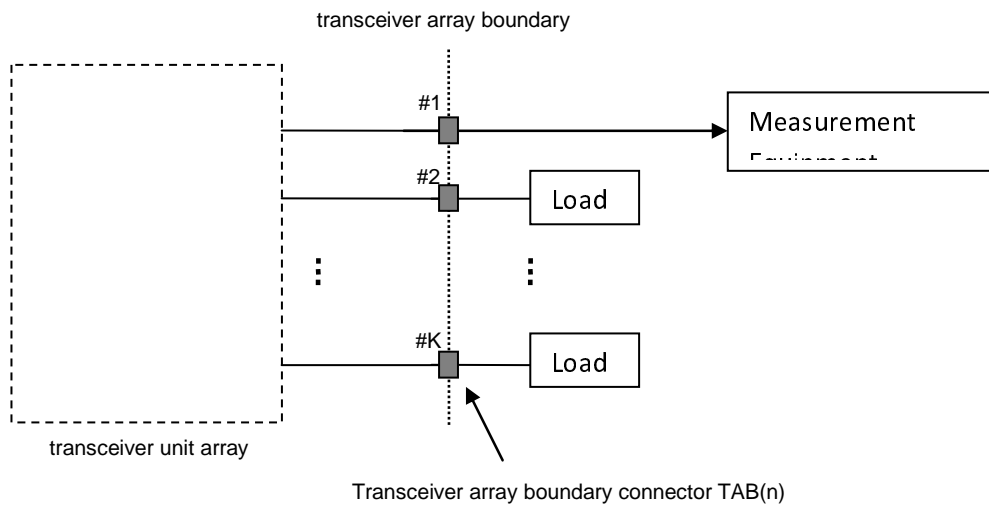 transceiver array boundary
#1
Measurement
#2
Load
#K
Load
transceiver unit array
Transceiver array boundary connector TAB(n)